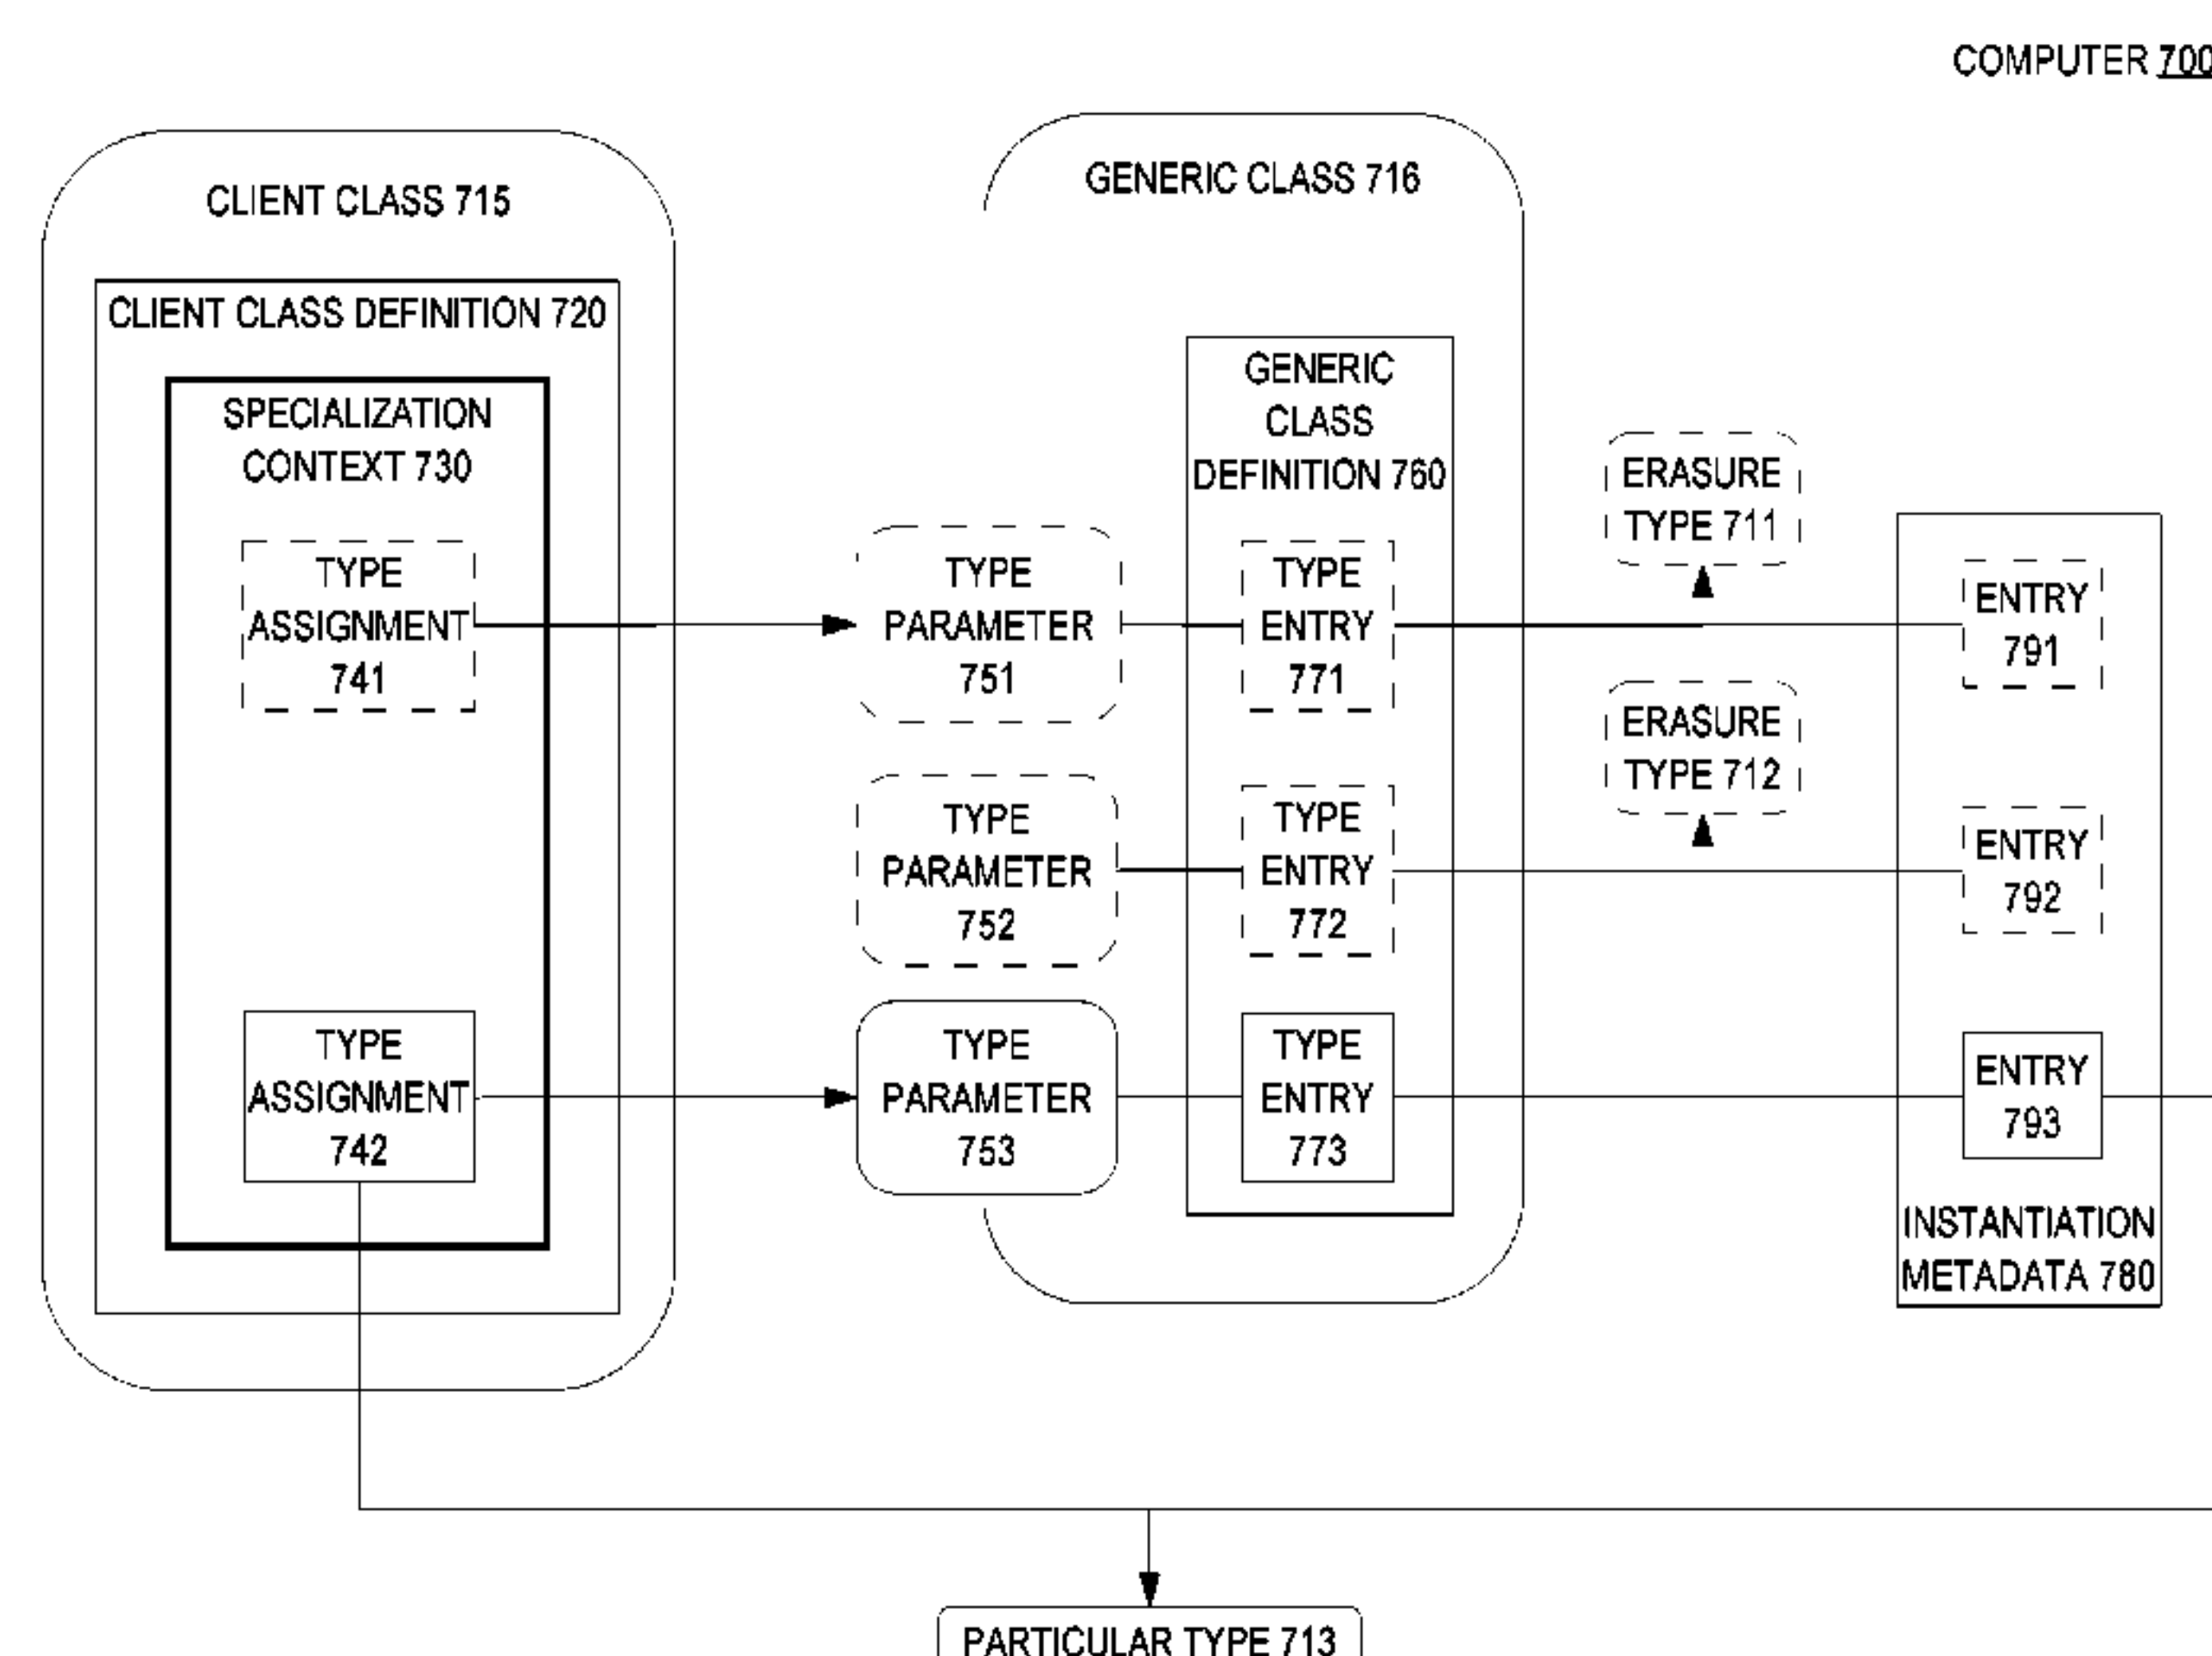 COMPUTER 700
CLIENT CLASS 715
CLIENT CLASS DEFINITION 720
SPECIALIZATION
CONTEXT 730
TYPE
ASSIGNMENT
741
TYPE
ASSIGNMENT
742
GENERIC CLASS 716
TYPE
PARAMETER
751
TYPE
PARAMETER
752
TYPE
PARAMETER
753
GENERIC
CLASS
DEFINITION 760
TYPE
ENTRY
771
TYPE
ENTRY
772
TYPE
ENTRY
773
ERASURE
TYPE 711
ERASURE
TYPE 712
ENTRY
791
ENTRY
792
ENTRY
793
INSTANTIATION
METADATA 780
PARTICULAR TYPE 713